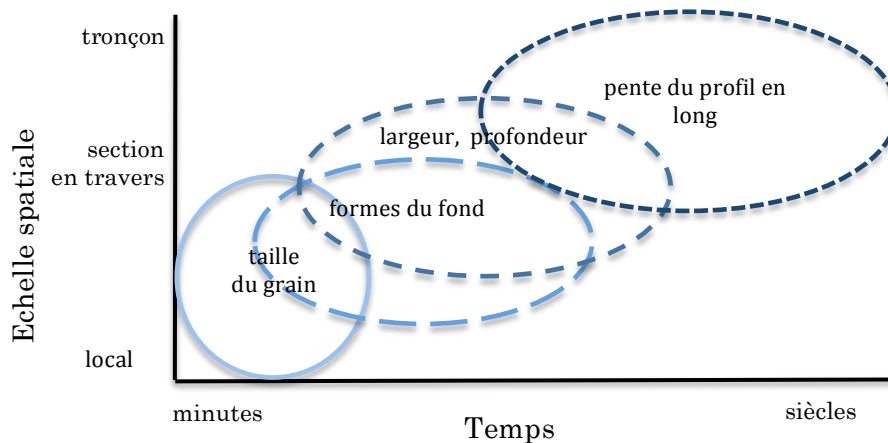 tronçon
pente du profil en
long
largeur, profondeur
section
en travers
formes du fond
taille
du grain
local
Echelle spatiale
minutes
siècles
Temps